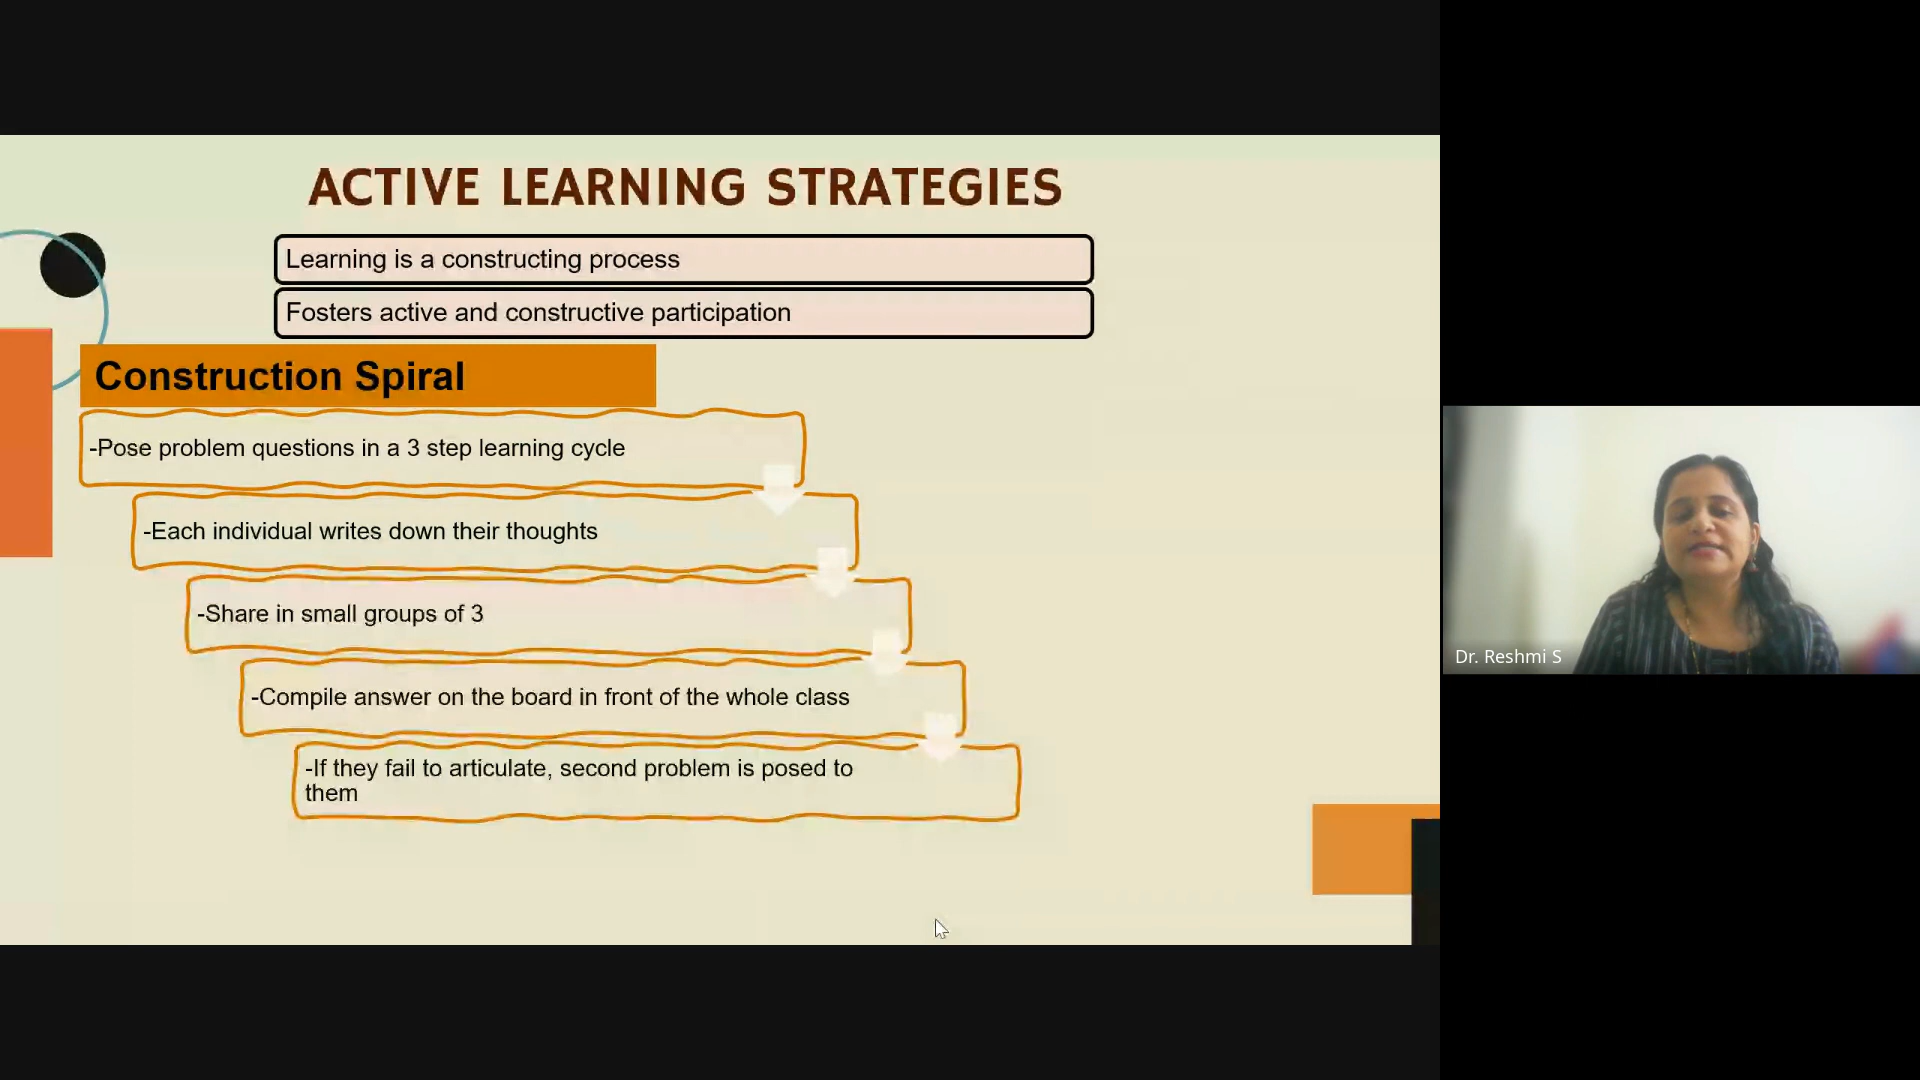 ACTIVE LEARNING STRATEGIES
Learning is a constructing process
Fosters active and constructive participation
Construction Spiral
-Pose problem questions in a 3 step learning cycle
-Each individual writes down their thoughts
-Share in small groups of 3
-Compile answer on the board in front of the whole class
-If they fail to articulate, second problem is posed to
them
Dr. Reshmi S